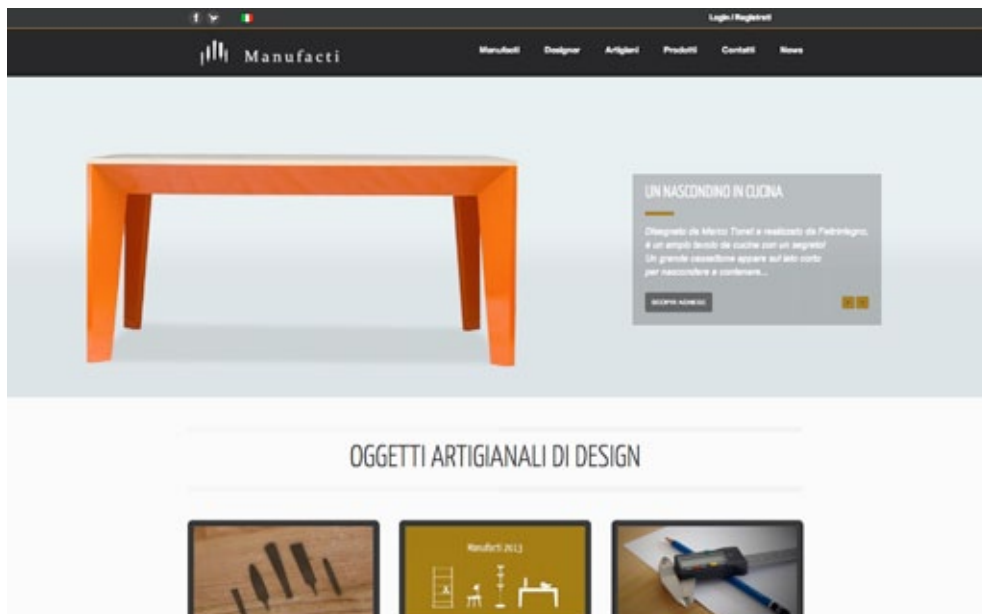 Login / Registrati
Manufacti
Manufacti Designer Artigiani Prodotti Contatti News
UN NASCONDINO IN CUCINA
Disegnato da Marco Tonet e realizzato da
è un ampio tavolo da cucina con un segreto!
Un grande cassettone appare sul lato corto
per nascondere e contenere...
SCOPRI
OGGETTI ARTIGIANALI DI DESIGN
Manufacti 2013